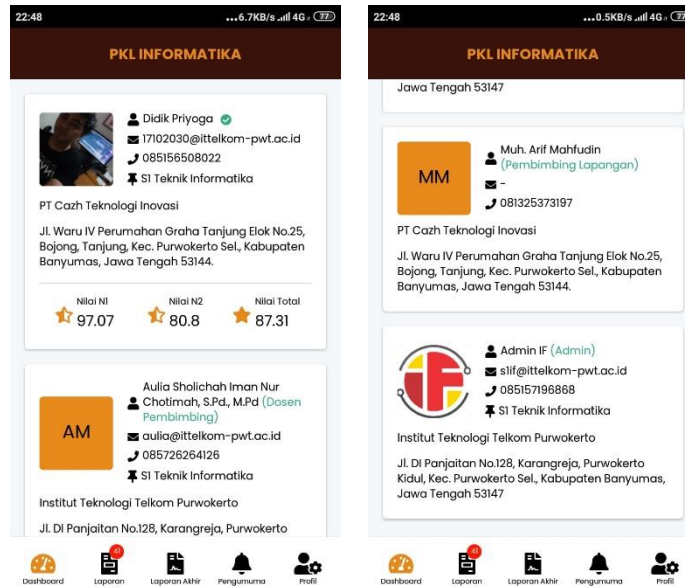 22:48
...6.7KB/s 4G 77
PKL INFORMATIKA
Didik Priyoga
17102030@ittelkom-pwt.ac.id
085156508022
S1 Teknik Informatika
PT Cazh Teknologi Inovasi
Jl. Waru IV Perumahan Graha Tanjung Elok No.25,
Bojong, Tanjung, Kec. Purwokerto Sel., Kabupaten
Banyumas, Jawa Tengah 53144.
Nilai N1
97.07
Nilai N2
80.8
Nilai Total
87.31
AM
Aulia Sholichah Iman Nur
Chotimah, S.Pd., M.Pd (Dosen
Pembimbing)
aulia@ittelkom-pwt.ac.id
085726264126
S1 Teknik Informatika
Institut Teknologi Telkom Purwokerto
Jl. DI Panjaitan No.128, Karangreja, Purwokerto
Dashboard
41
Laporan
Laporan Akhir
Pengumuma
Profil
22:48
...0.5KB/s 4G 77
PKL INFORMATIKA
Jawa Tengah 53147
MM
Muh. Arif Mahfudin
(Pembimbing Lapangan)
-
081325373197
PT Cazh Teknologi Inovasi
Jl. Waru IV Perumahan Graha Tanjung Elok No.25,
Bojong, Tanjung, Kec. Purwokerto Sel., Kabupaten
Banyumas, Jawa Tengah 53144.
if
Admin IF (Admin)
s1if@ittelkom-pwt.ac.id
085157196868
S1 Teknik Informatika
Institut Teknologi Telkom Purwokerto
Jl. DI Panjaitan No.128, Karangreja, Purwokerto
Kidul, Kec. Purwokerto Sel., Kabupaten Banyumas,
Jawa Tengah 53147
Dashboard
41
Laporan
Laporan Akhir
Pengumuma
Profil